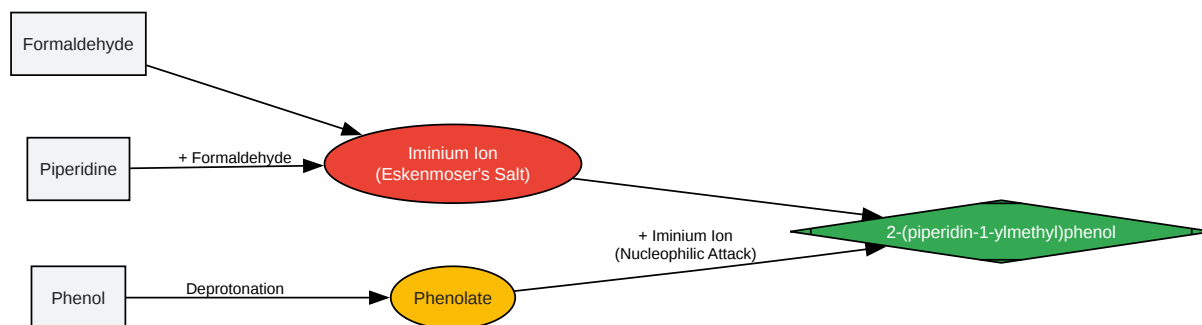 Formaldehyde
Piperidine
+ Formaldehyde
Iminium Ion
(Eskenmoser's Salt)
Phenol
Deprotonation
Phenolate
+ Iminium Ion
(Nucleophilic Attack)
2-(piperidin-1-ylmethyl)phenol